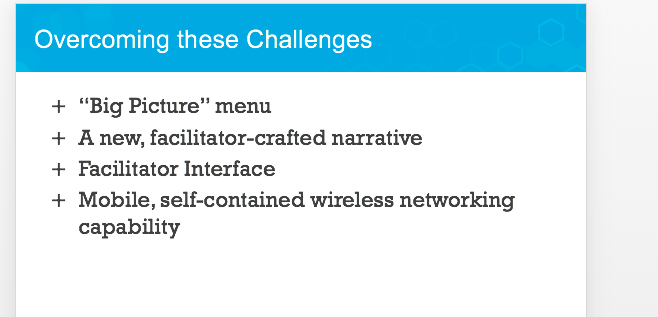 Overcoming these Challenges
+ “Big Picture” menu
+ A new, facilitator-crafted narrative
+ Facilitator Interface
+ Mobile, self-contained wireless networking
capability